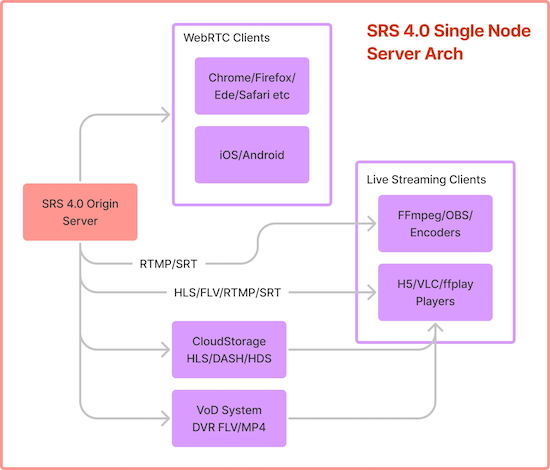 SRS 4.0 Single Node
Server Arch
WebRTC Clients
Chrome/Firefox/
Ede/Safari etc
iOS/Android
SRS 4.0 Origin
Server
Live Streaming Clients
FFmpeg/OBS/
Encoders
RTMP/SRT
HLS/FLV/RTMP/SRT
H5/VLC/ffplay
Players
CloudStorage
HLS/DASH/HDS
VoD System
DVR FLV/MP4